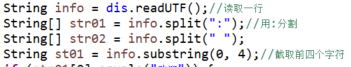 String info = dis.readUTF();//读取一行
String[] str01 = info.split(":");//用:分割
String[] str02 = info.split(" ");
String st01 = info.substring(0, 4);//截取前四个字符